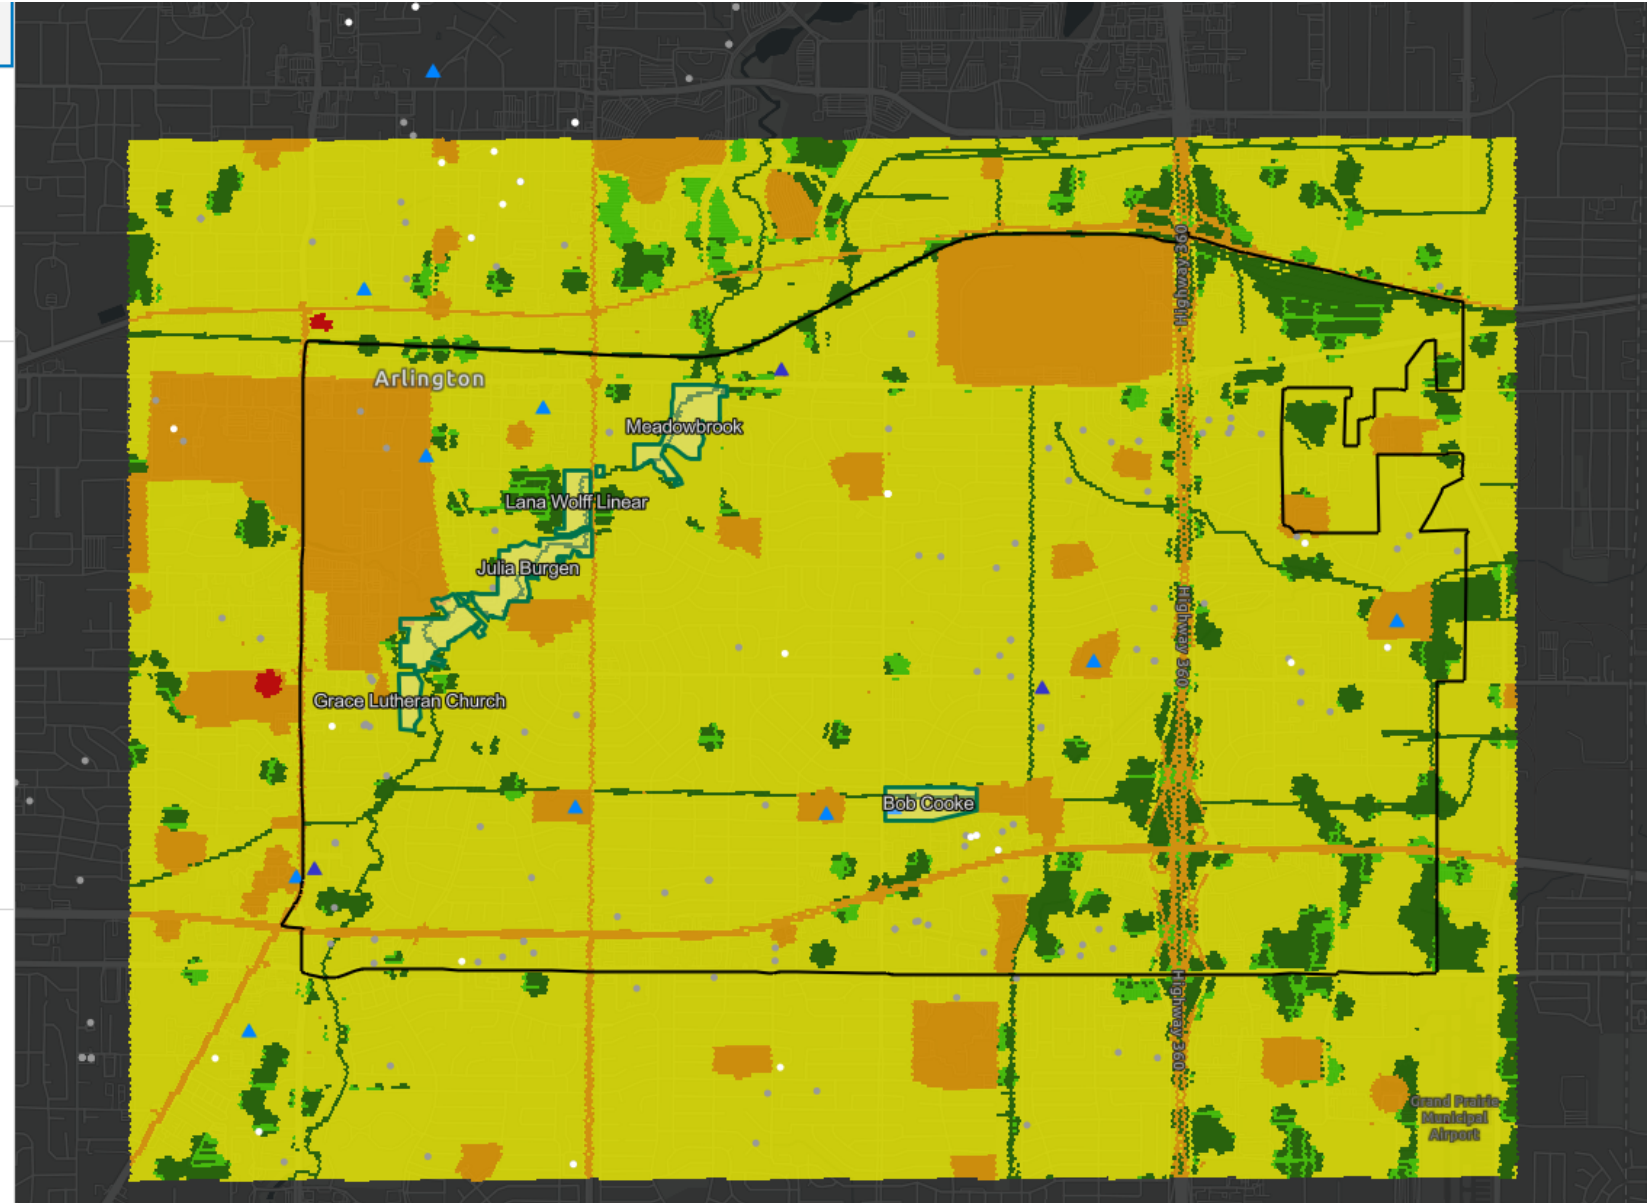 Highway 360
Arlington
Meadowbrook
Lana Wolff Linear
Julia Burgen
Highway 360
Grace Lutheran Church
Bob Cooke
Highway 360
Grand Prairie
Municipal
Airport